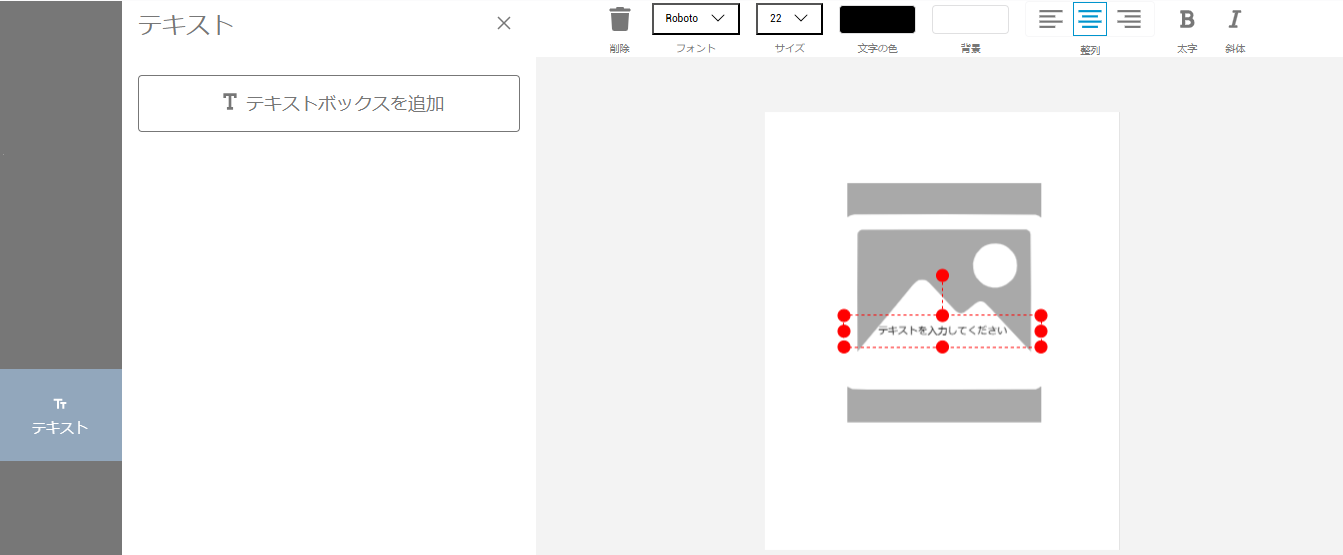 テキスト
テキストボックスを追加
テキスト
Roboto
22
削除
フォント
サイズ
文字の色
背景
整列
B
太字
I
斜体
テキストを入力してください